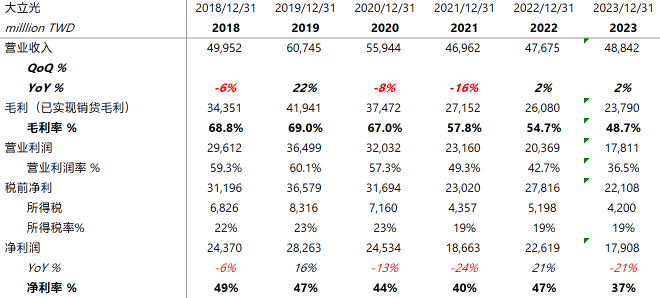 大立光 2018/12/31 2019/12/31 2020/12/31 2021/12/31 2022/12/31 2023/12/31
milllion TWD 2018 2019 2020 2021 2022 2023
营业收入 49,952 60,745 55,944 46,962 47,675 48,842
QoQ %
YoY % -6% 22% -8% -16% 2% 2%
毛利（已实现销货毛利） 34,351 41,941 37,472 27,152 26,080 23,790
毛利率 % 68.8% 69.0% 67.0% 57.8% 54.7% 48.7%
营业利润 29,612 36,499 32,032 23,160 20,369 17,811
营业利润率 % 59.3% 60.1% 57.3% 49.3% 42.7% 36.5%
税前净利 31,196 36,579 31,694 23,020 27,816 22,108
所得税 6,826 8,316 7,160 4,357 5,198 4,200
所得税率% 22% 23% 23% 19% 19% 19%
净利润 24,370 28,263 24,534 18,663 22,619 17,908
YoY % -6% 16% -13% -24% 21% -21%
净利率 % 49% 47% 44% 40% 47% 37%